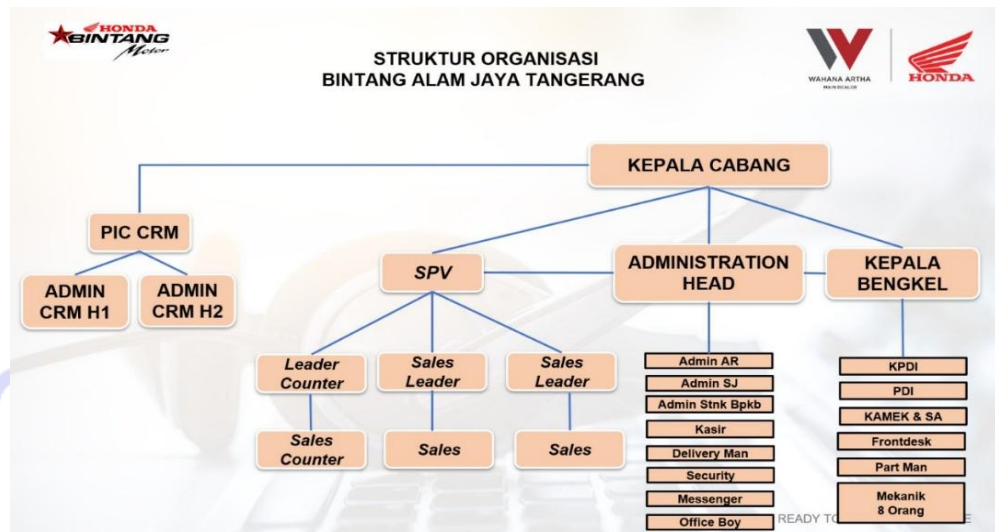 HONDA
BINTANG
Motor
STRUKTUR ORGANISASI
BINTANG ALAM JAYA TANGERANG
WAHANA ARTHA
HONDA
KEPALA CABANG
PIC CRM
ADMIN
CRM H1
ADMIN
CRM H2
SPV
ADMINISTRATION
HEAD
KEPALA
BENGKEL
Leader
Counter
Sales
Leader
Sales
Leader
Sales
Counter
Sales
Sales
Admin AR
Admin SJ
Admin Stnk Bpkb
Kasir
Delivery Man
Security
Messenger
Office Boy
KPDI
PDI
KAMEK & SA
Frontdesk
Part Man
Mekanik
8 Orang
READY TO